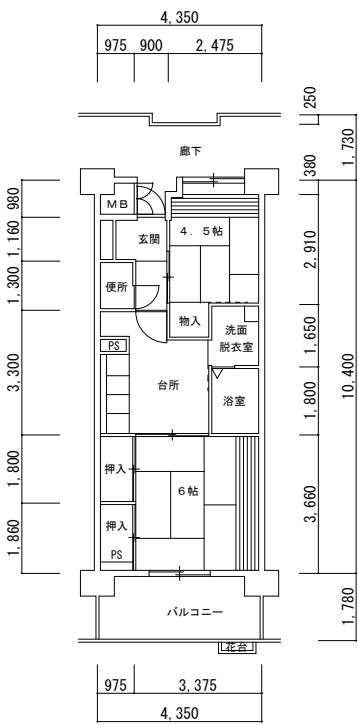 4,350
975 900 2,475
250
1,730
廊下
380
980
MB
玄関
4．5帖
1,160
2,910
便所
1,300
物入
洗面
脱衣室
1,650
PS
3,300
台所
浴室
1,800
10,400
押入
6帖
1,800
3,660
押入
PS
1,860
バルコニー
1,780
花台
975 3,375
4,350